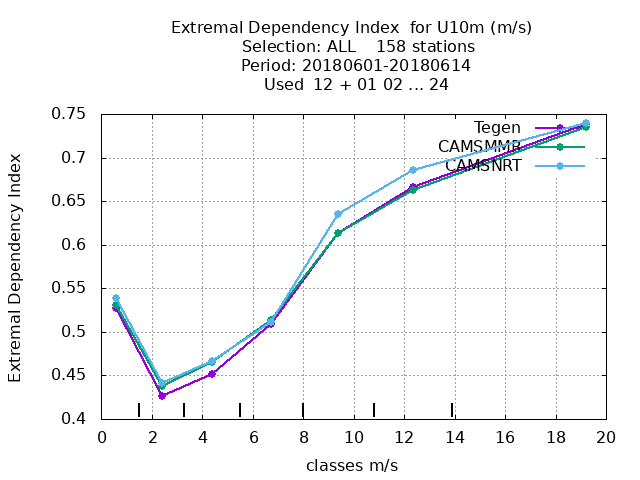 Extremal Dependency Index for U10m (m/s)
Selection: ALL 158 stations
Period: 20180601-20180614
Used 12 + 01 02 ... 24
Extremal Dependency Index
0.75
0.7
0.65
0.6
0.55
0.5
0.45
0.4
Tegen
CAMSMMR
CAMSNRT
0 2 4 6 8 10 12 14 16 18 20
classes m/s